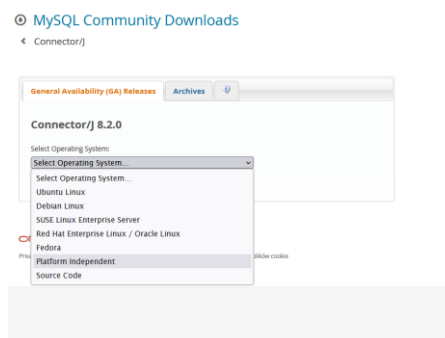 MySQL Community Downloads
Connector/J
General Availability (GA) Releases
Archives
Connector/J 8.2.0
Select Operating System:
Select Operating System...
Select Operating System...
Ubuntu Linux
Debian Linux
SUSE Linux Enterprise Server
Red Hat Enterprise Linux / Oracle Linux
Fedora
Platform Independent
Source Code
cookie